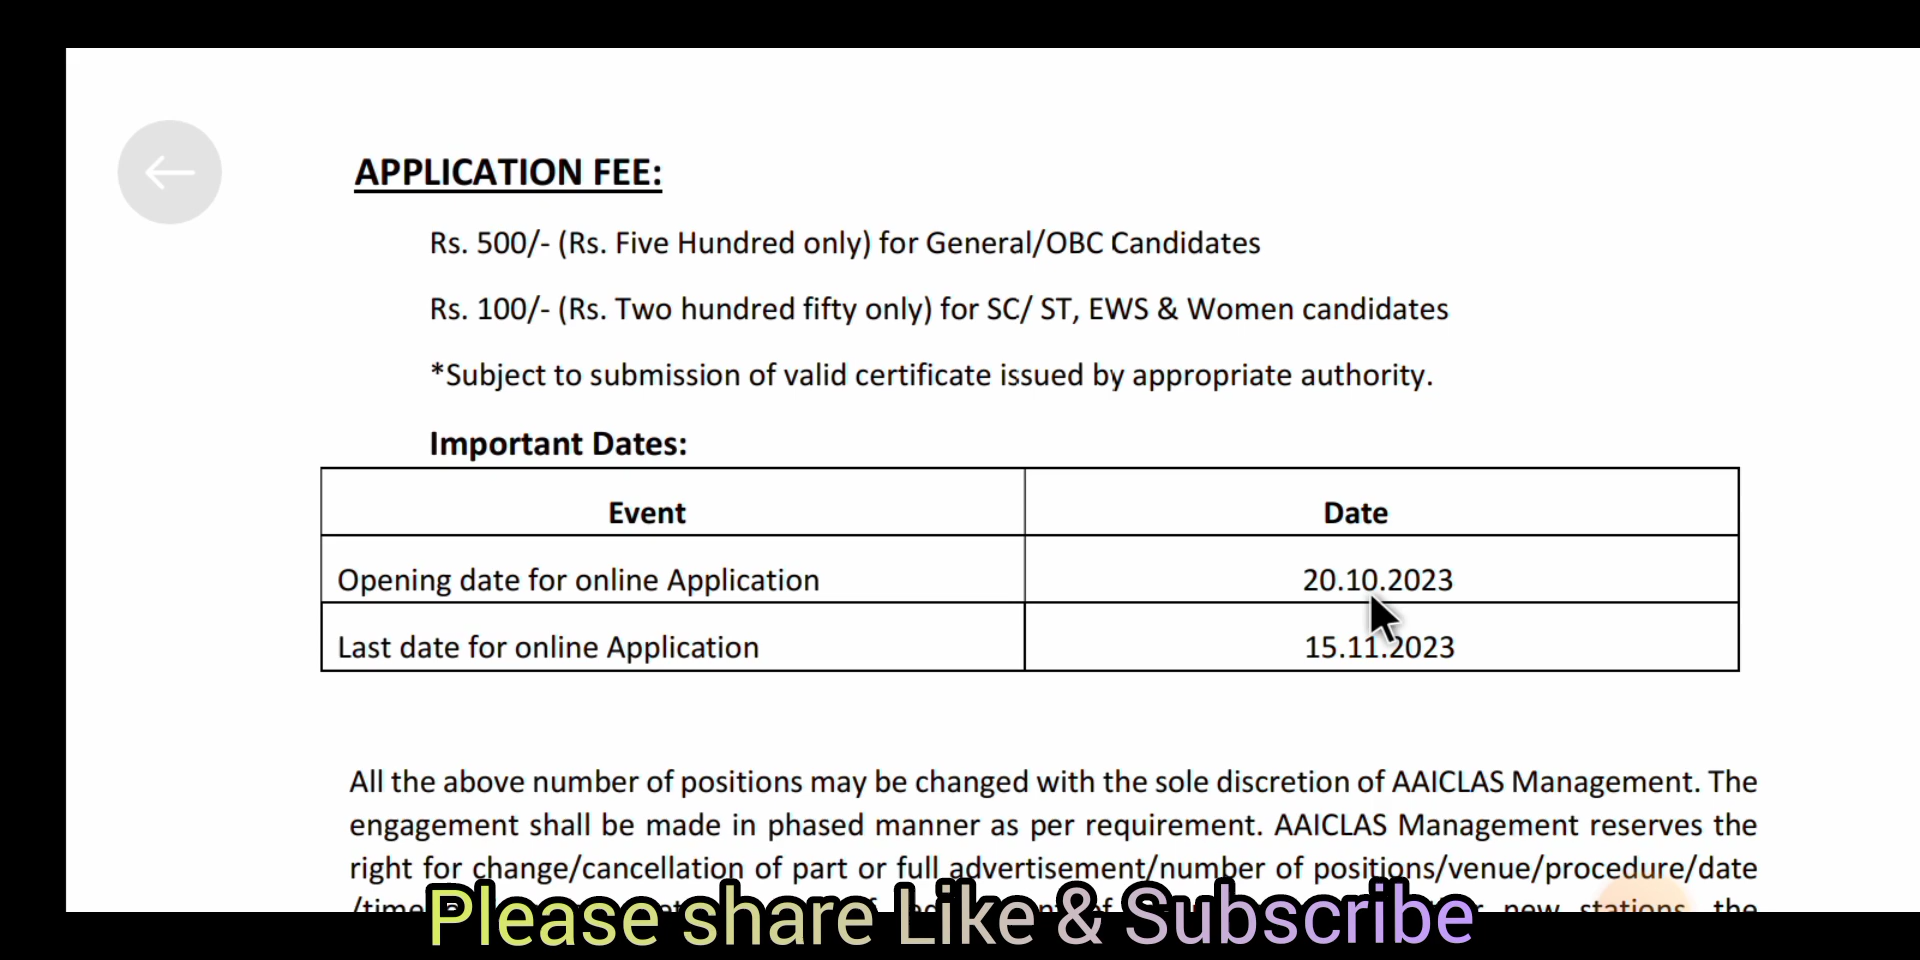 APPLICATION FEE:
Rs. 500/- (Rs. Five Hundred only) for General/OBC Candidates
Rs. 100/- (Rs. Two hundred fifty only) for SC/ ST, EWS & Women candidates
*Subject to submission of valid certificate issued by appropriate authority.
Important Dates:
Event Date
Opening date for online Application 20.10.2023
Last date for online Application 15.11.2023
All the above number of positions may be changed with the sole discretion of AAICLAS Management. The
engagement shall be made in phased manner as per requirement. AAICLAS Management reserves the
right for change/cancellation of part or full advertisement/number of positions/venue/procedure/date
/time new stations, the
Please share Like & Subscribe